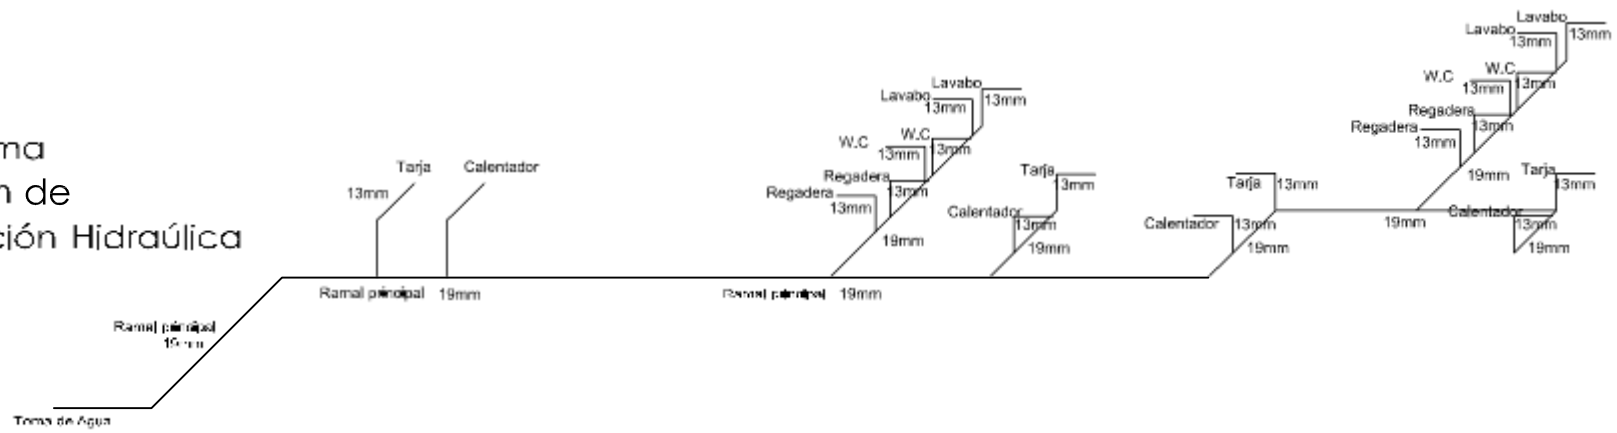 ma
n de
ción Hidraúlica
Tarja
Calentador
13mm
Ramal principal
19mm
Ramal principal
19mm
Toma de Agua
Lavabo
Lavabo
13mm
13mm
W.C
W.C
13mm
13mm
Regadera
Regadera
13mm
13mm
19mm
Ramal principal
19mm
Tarja
13mm
Calentador
13mm
19mm
Tarja
13mm
Calentador
13mm
19mm
Lavabo
Lavabo
13mm
13mm
W.C
W.C
13mm
13mm
Regadera
Regadera
13mm
13mm
19mm
19mm
Tarja
13mm
Calentador
13mm
19mm